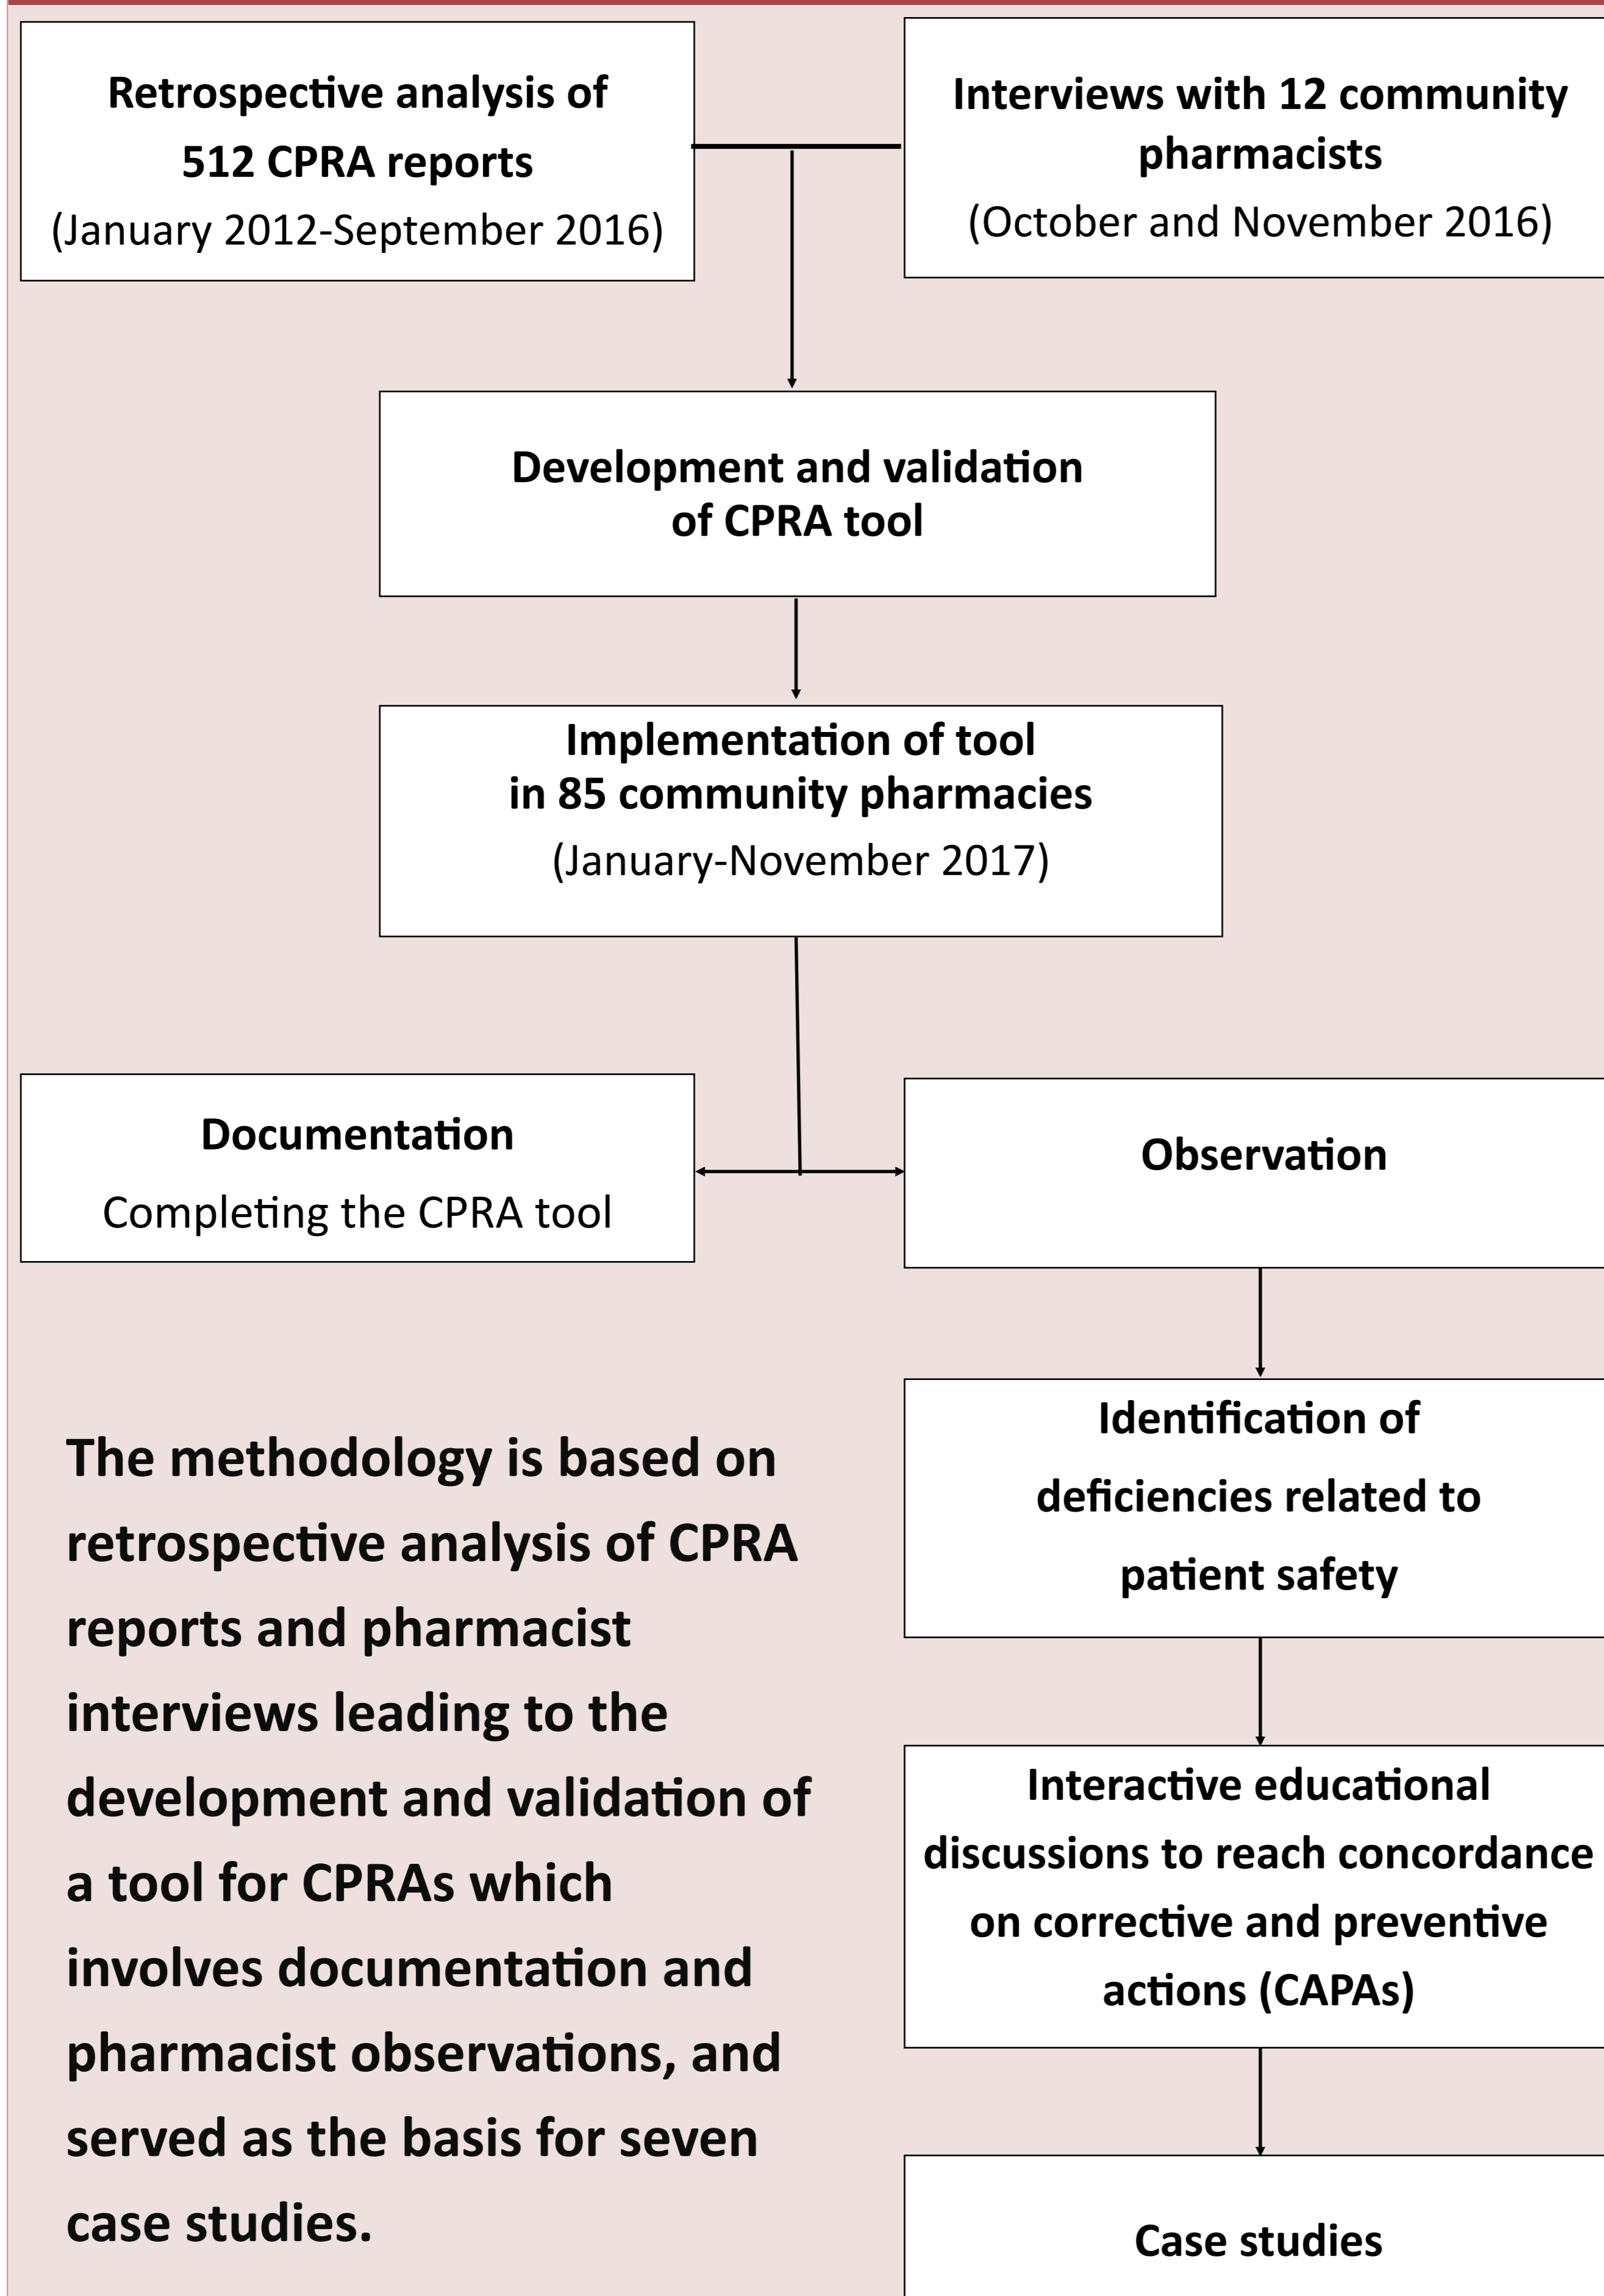 Retrospective analysis of
512 CPRA reports
(January 2012-September 2016)
Interviews with 12 community
pharmacists
(October and November 2016)
Development and validation
of CPRA tool
Implementation of tool
in 85 community pharmacies
(January-November 2017)
Documentation
Completing the CPRA tool
Observation
Identification of
deficiencies related to
patient safety
Interactive educational
discussions to reach concordance
on corrective and preventive
actions (CAPAs)
Case studies
The methodology is based on
retrospective analysis of CPRA
reports and pharmacist
interviews leading to the
development and validation of
a tool for CPRAs which
involves documentation and
pharmacist observations, and
served as the basis for seven
case studies.